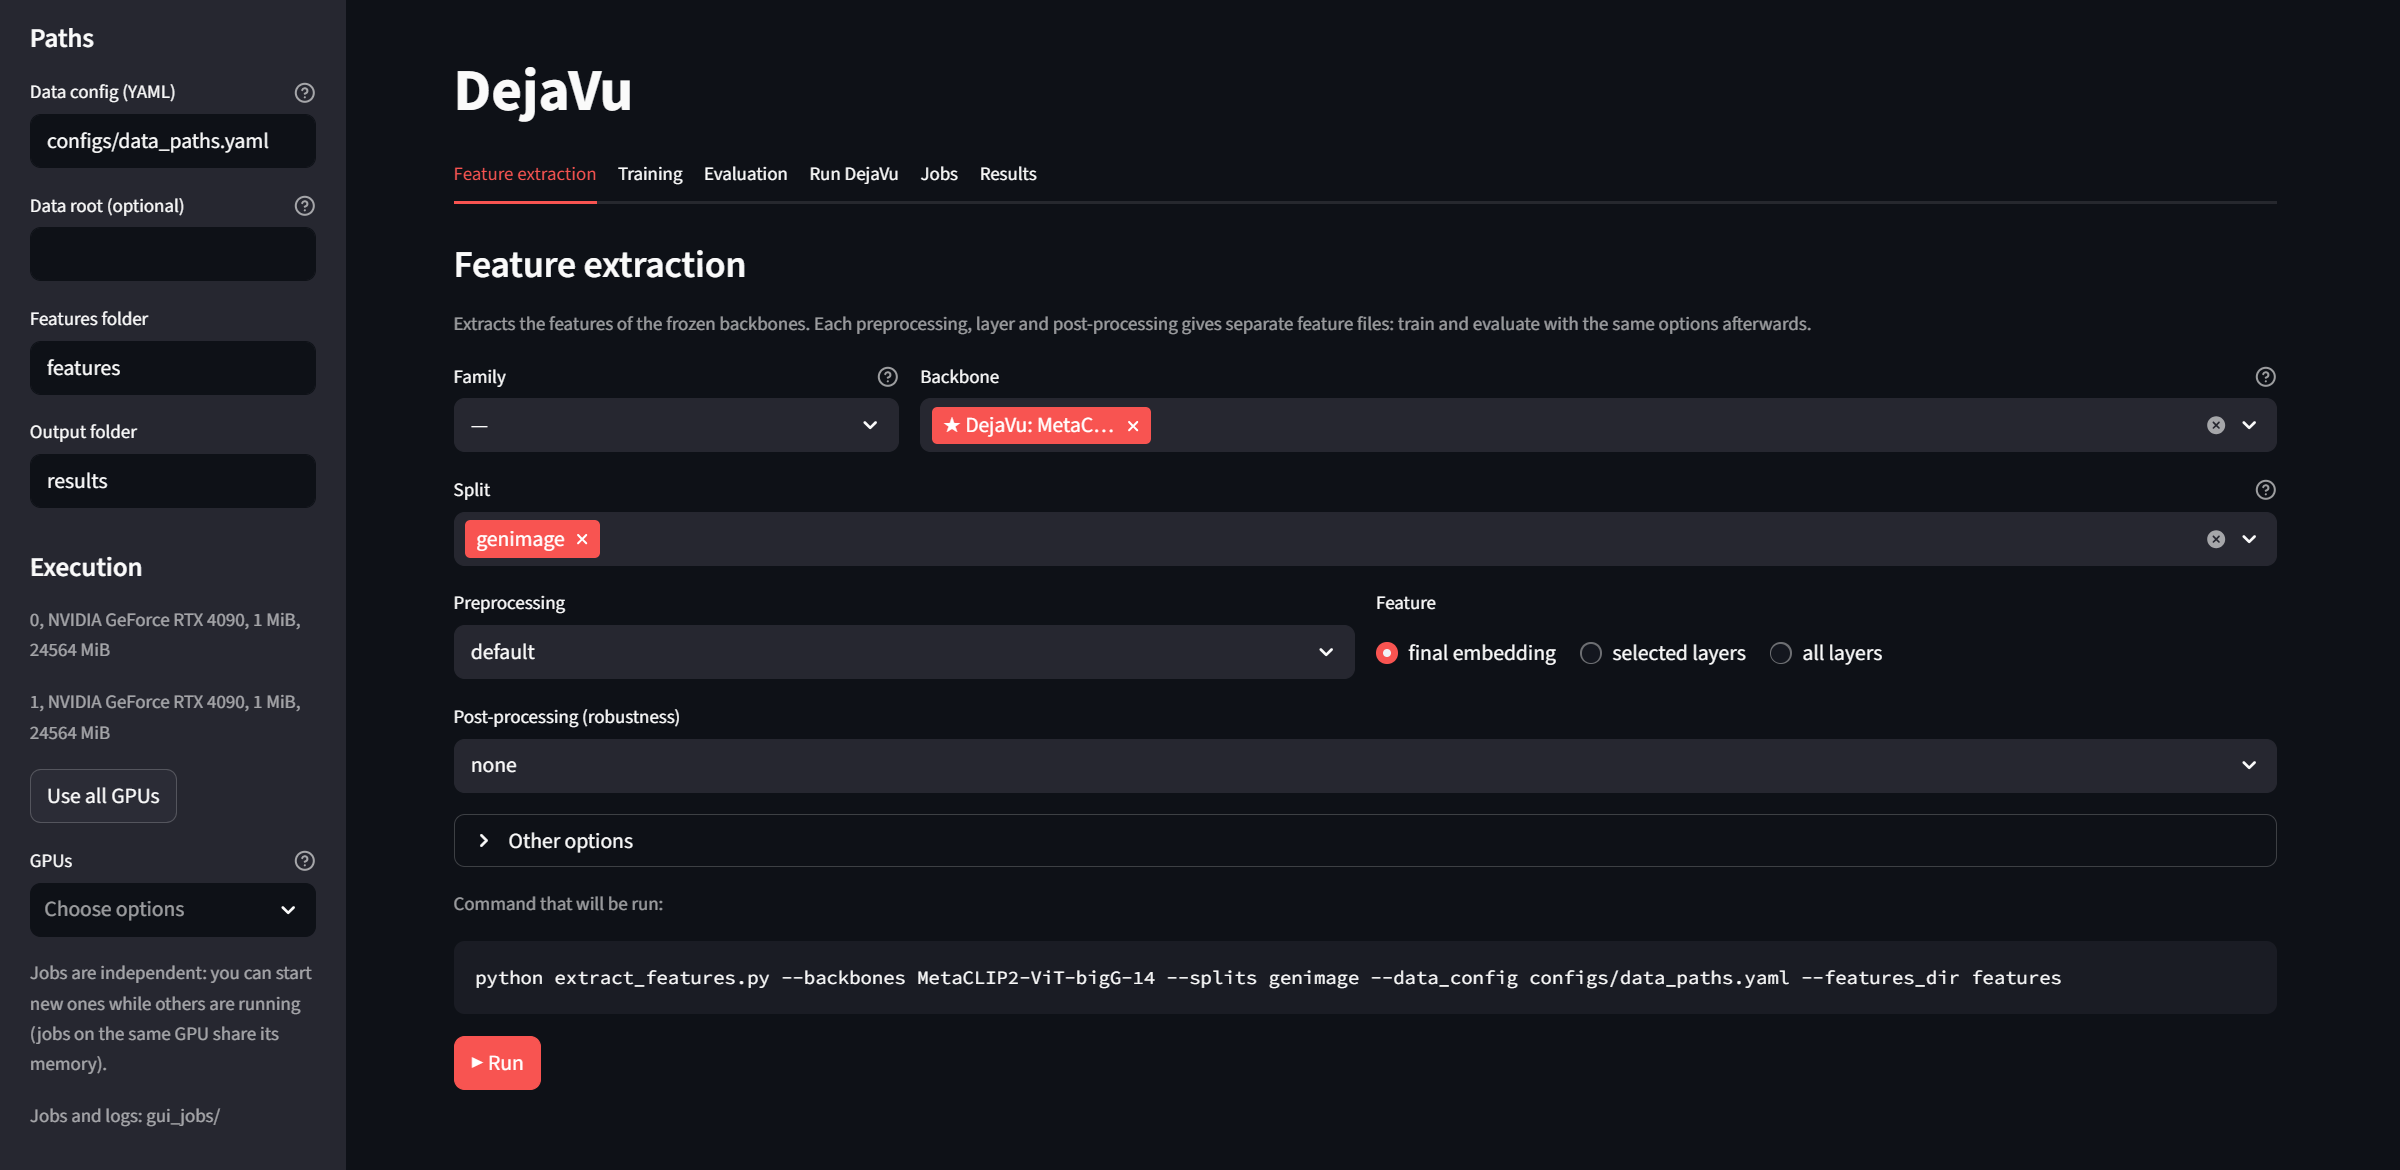 Paths
Data config (YAML)
configs/data_paths.yaml
Data root (optional)
Features folder
features
Output folder
results
Execution
0, NVIDIA GeForce RTX 4090, 1 MiB,
24564 MiB
1, NVIDIA GeForce RTX 4090, 1 MiB,
24564 MiB
Use all GPUs
GPUs
Choose options
Jobs are independent: you can start
new ones while others are running
(jobs on the same GPU share its
memory).
Jobs and logs: gui_jobs/
DejaVu
Feature extraction Training Evaluation Run DejaVu Jobs Results
Feature extraction
Extracts the features of the frozen backbones. Each preprocessing, layer and post-processing gives separate feature files: train and evaluate with the same options afterwards.
Family
—
Backbone
★ DejaVu: MetaC...
Split
genimage
Preprocessing
default
Feature
final embedding selected layers all layers
Post-processing (robustness)
none
Other options
Command that will be run:
python extract_features.py --backbones MetaCLIP2-ViT-bigG-14 --splits genimage --data_config configs/data_paths.yaml --features_dir features
Run